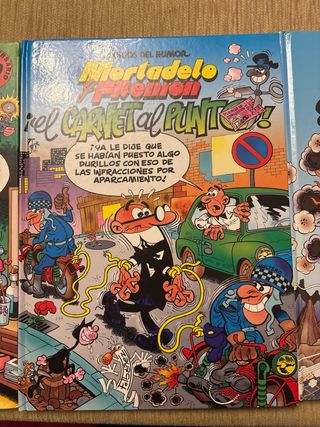 MAGOS DEL HUMOR
Mortadelo
y Filemón
¡el CARNET al PUNTO!
¡YA LE DIJE QUE
SE HABÍAN PUESTO ALGO
DURILLOS CON ESO DE
LAS INFRACCIONES POR
APARCAMIENTO!